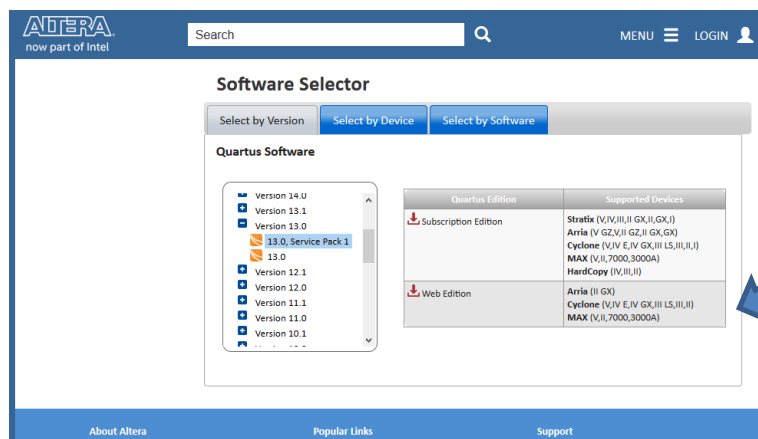 ALTERA.
now part of Intel
Search
MENU
LOGIN
Software Selector
Select by Version
Select by Device
Select by Software
Quartus Software
Version 14.0
Version 13.1
Version 13.0
13.0, Service Pack 1
13.0
Version 12.1
Version 12.0
Version 11.1
Version 11.0
Version 10.1
Quartus Edition
Supported Devices
Subscription Edition
Stratix (V,IV,III,II GX,II,GX,I)
Arria (V GZ,V,II GZ,II GX,GX)
Cyclone (V,IV E,IV GX,III LS,III,II,I)
MAX (V,II,7000,3000A)
HardCopy (IV,III,II)
Web Edition
Arria (II GX)
Cyclone (V,IV E,IV GX,III LS,III,II)
MAX (V,II,7000,3000A)
About Altera
Popular Links
Support